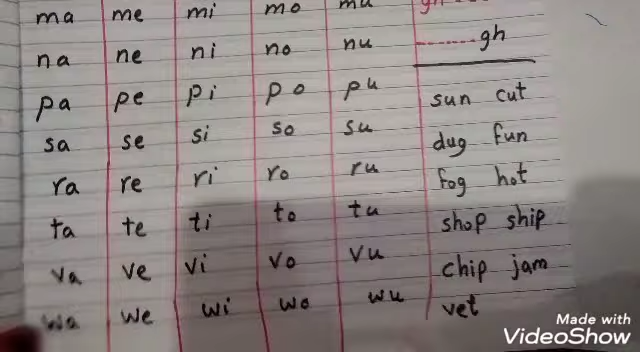 ma me mi mo mu gh
na ne ni no nu ........gh
pa pe pi po pu
sun cut
sa se si so su
dug fun
ra re ri ro ru
fog hot
ta te ti to tu
shop ship
va ve vi vo vu
chip jam
wa we wi wo wu
vet
Made with
VideoShow